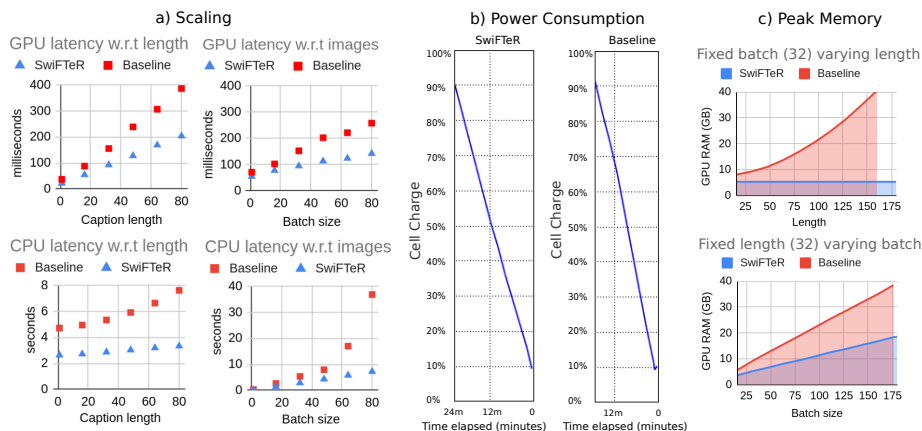 a) Scaling
GPU latency w.r.t length
SwiFTeR Baseline
milliseconds
400
300
200
100
0
0 20 40 60 80
Caption length
GPU latency w.r.t images
SwiFTeR Baseline
milliseconds
400
300
200
100
0
0 20 40 60 80
Batch size
CPU latency w.r.t length
Baseline SwiFTeR
seconds
8
6
4
2
0
0 20 40 60 80
Caption length
CPU latency w.r.t images
Baseline SwiFTeR
seconds
40
30
20
10
0
0 20 40 60 80
Batch size
b) Power Consumption
SwiFTeR
Cell Charge
100%
90%
80%
70%
60%
50%
40%
30%
20%
10%
0%
24m 12m 0
Time elapsed (minutes)
Baseline
Cell Charge
100%
90%
80%
70%
60%
50%
40%
30%
20%
10%
0%
12m 0
Time elapsed (minutes)
c) Peak Memory
Fixed batch (32) varying length
SwiFTeR Baseline
GPU RAM (GB)
40
30
20
10
0
25 50 75 100 125 150 175
Length
Fixed length (32) varying batch
SwiFTeR Baseline
GPU RAM (GB)
40
30
20
10
0
25 50 75 100 125 150 175
Batch size